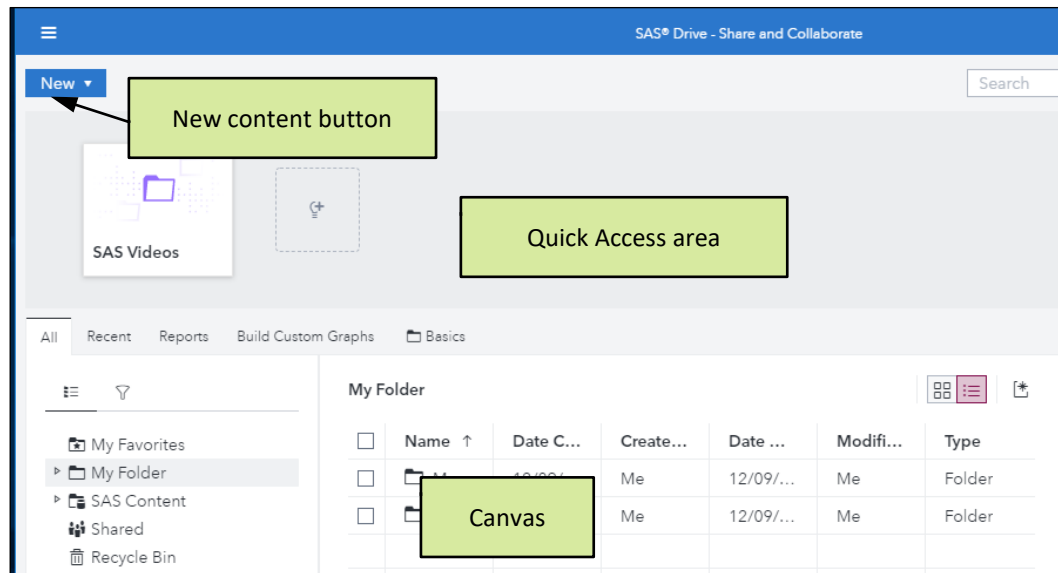 SAS® Drive - Share and Collaborate
New
Search
New content button
SAS Videos
Quick Access area
All Recent Reports Build Custom Graphs Basics
My Folder
My Favorites
My Folder
SAS Content
Shared
Recycle Bin
Name ↑ Date C... Create... Date ... Modifi... Type
Me 12/09/... Me Folder
Me 12/09/... Me Folder
Canvas